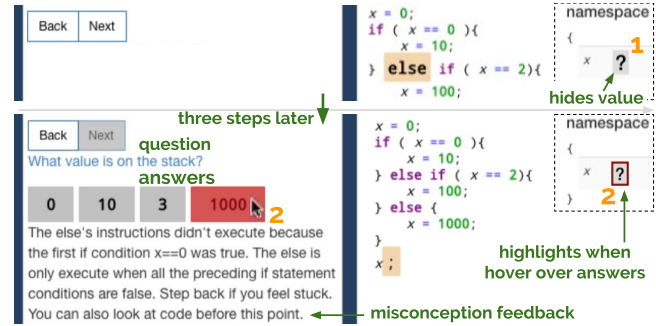 Back Next
x = 0;
if ( x == 0 ){
x = 10;
} else if ( x == 2){
x = 100;
namespace
{
1
x ?
hides value
three steps later
Back Next
question
What value is on the stack?
answers
0 10 3 1000
2
The else's instructions didn't execute because
the first if condition x==0 was true. The else is
only execute when all the preceding if statement
conditions are false. Step back if you feel stuck.
You can also look at code before this point.
misconception feedback
x = 0;
if ( x == 0 ){
x = 10;
} else if ( x == 2){
x = 100;
} else {
x = 1000;
}
x ;
namespace
{
x ?
} 2
highlights when
hover over answers